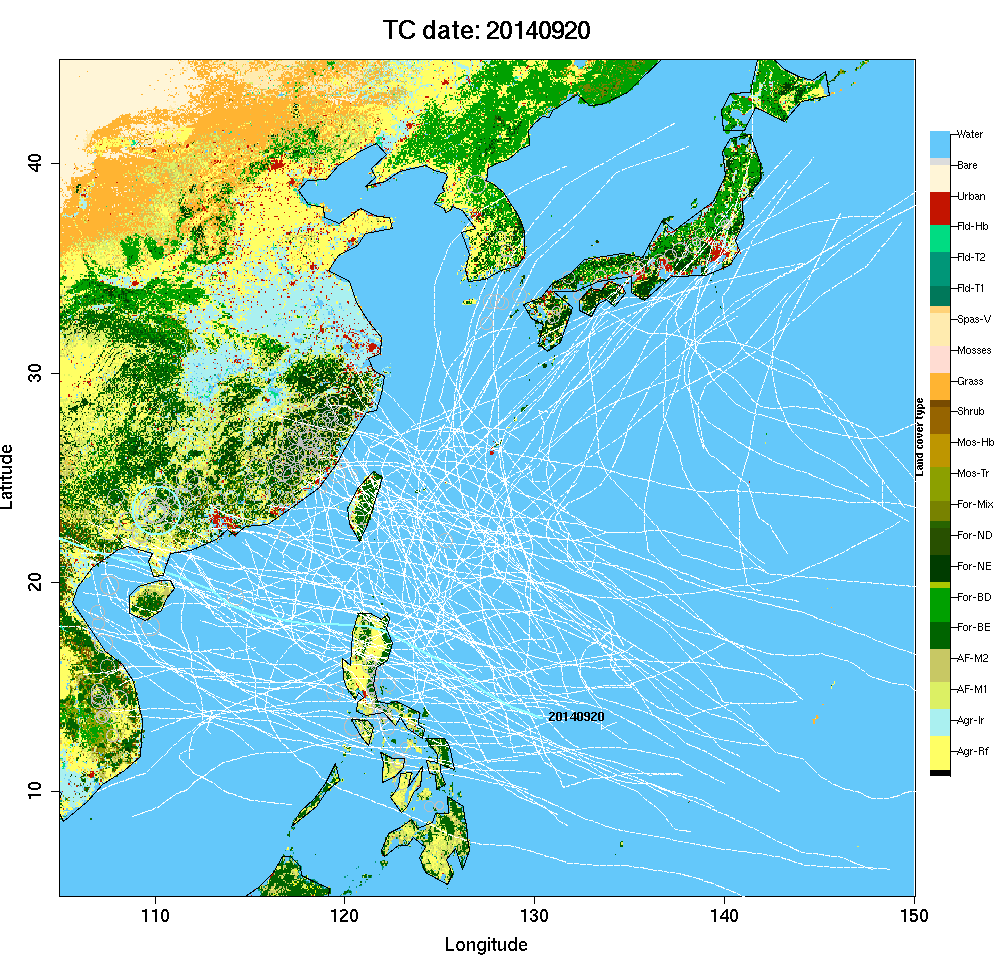 TC date: 20140920
Latitude
40
30
20
10
20140920
110
120
130
140
150
Longitude
Water
Bare
Urban
Fld-Hb
Fld-T2
Fld-T1
Spas-V
Mosses
Grass
Shrub
Mos-Hb
Mos-Tr
For-Mix
For-ND
For-NE
For-BD
For-BE
AF-M2
AF-M1
Agr-Ir
Agr-Rf
Land cover type